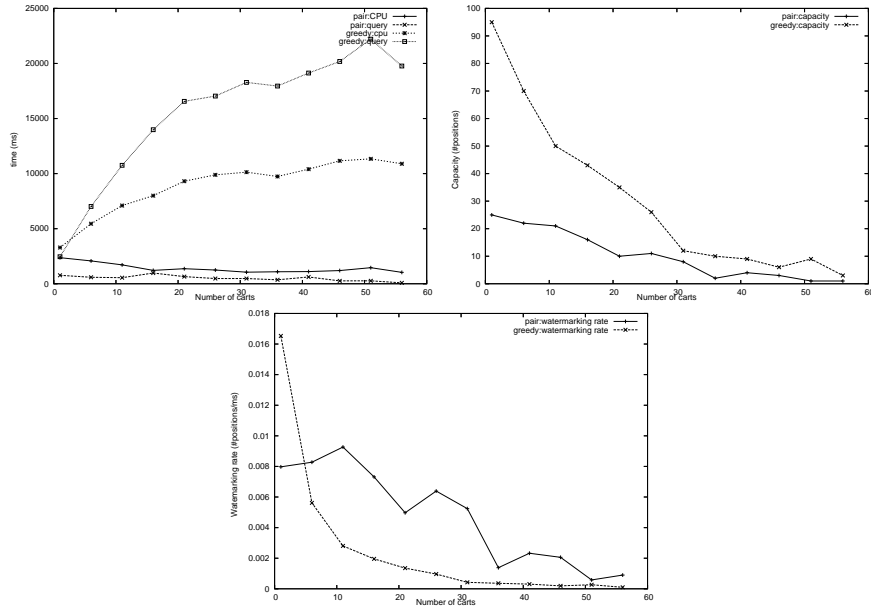 25000
20000
15000
10000
5000
0
time (ms)
0 10 20 30 40 50 60
Number of carts
pair:CPU
pair:query
greedy:cpu
greedy:query
100
90
80
70
60
50
40
30
20
10
0
Capacity (#positions)
0 10 20 30 40 50 60
Number of carts
pair:capacity
greedy:capacity
0.018
0.016
0.014
0.012
0.01
0.008
0.006
0.004
0.002
0
Watemarking rate (#positions/ms)
0 10 20 30 40 50 60
Number of carts
pair:watermarking rate
greedy:watermarking rate